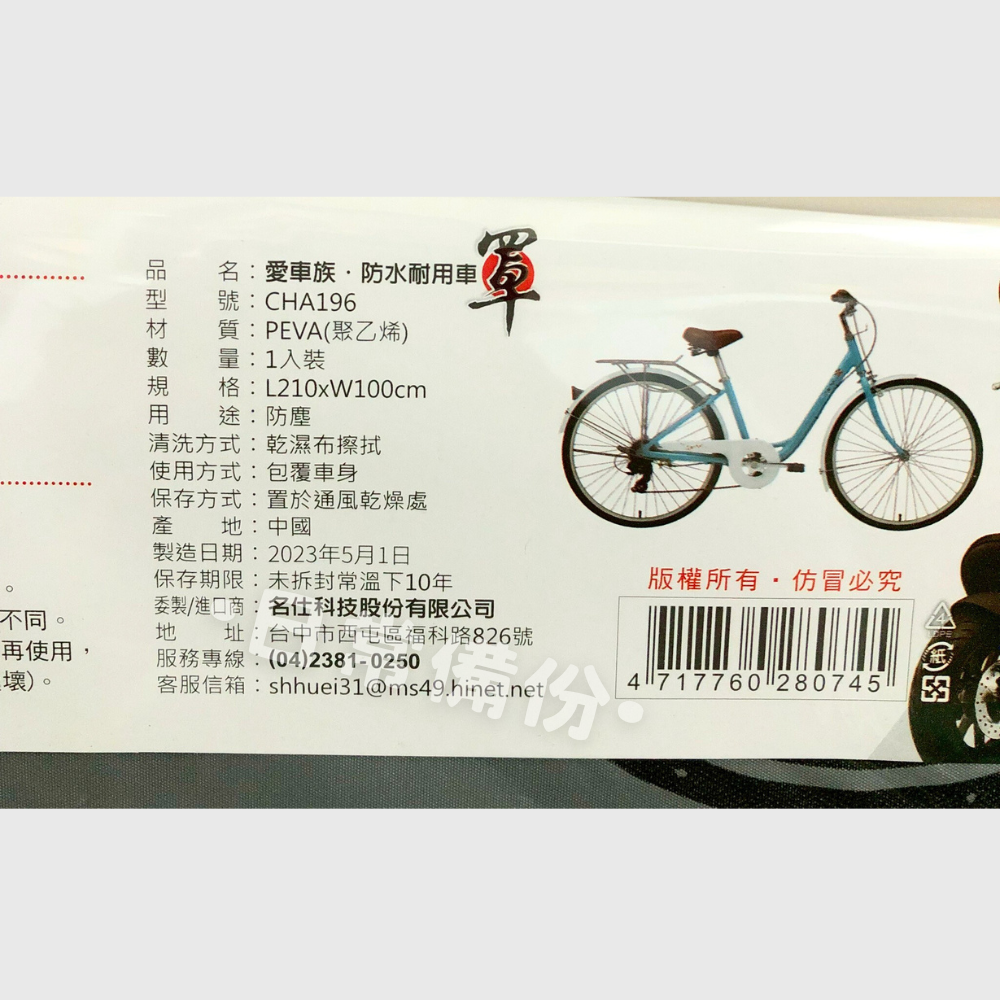 品名：愛車族・防水耐用車罩
型號：CHA196
材質：PEVA(聚乙烯)
數量：1入裝
規格：L210xW100cm
用途：防塵
清洗方式：乾濕布擦拭
使用方式：包覆車身
保存方式：置於通風乾燥處
產地：中國
製造日期：2023年5月1日
保存期限：未拆封常溫下10年
委製/進□商：名仕科技股份有限公司
地址：台中市西屯區福科路826號
服務專線：(04)2381-0250
客服信箱：shhuei31@ms49.hinet.net
。
不同。
再使用，
壞)。
版權所有・仿冒必究
4 717760 280745
4
紙
•日常備份•